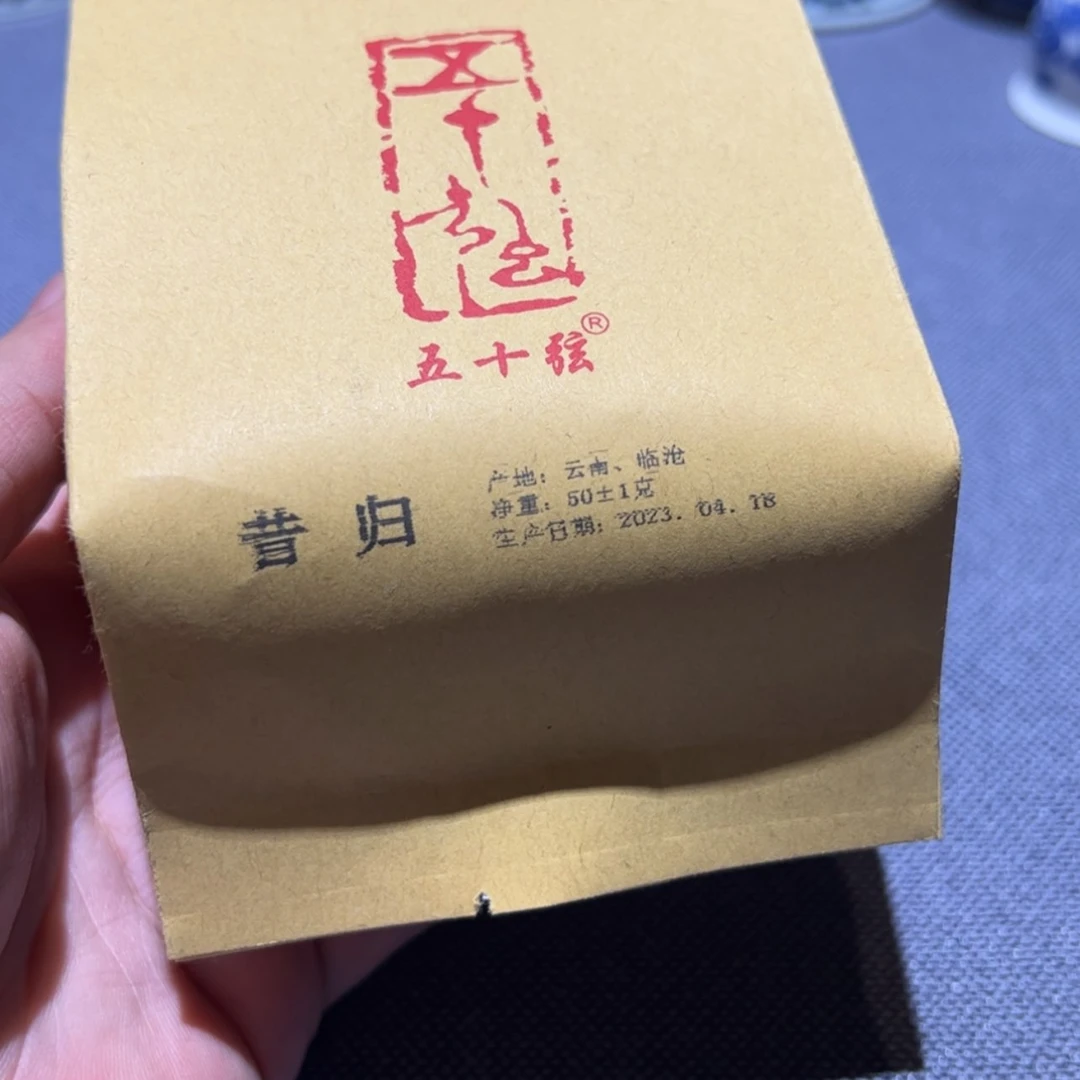 五十弦
五十弦®
昔归
产地：云南、临沧
净重：50±1克
生产日期：2023.04.18